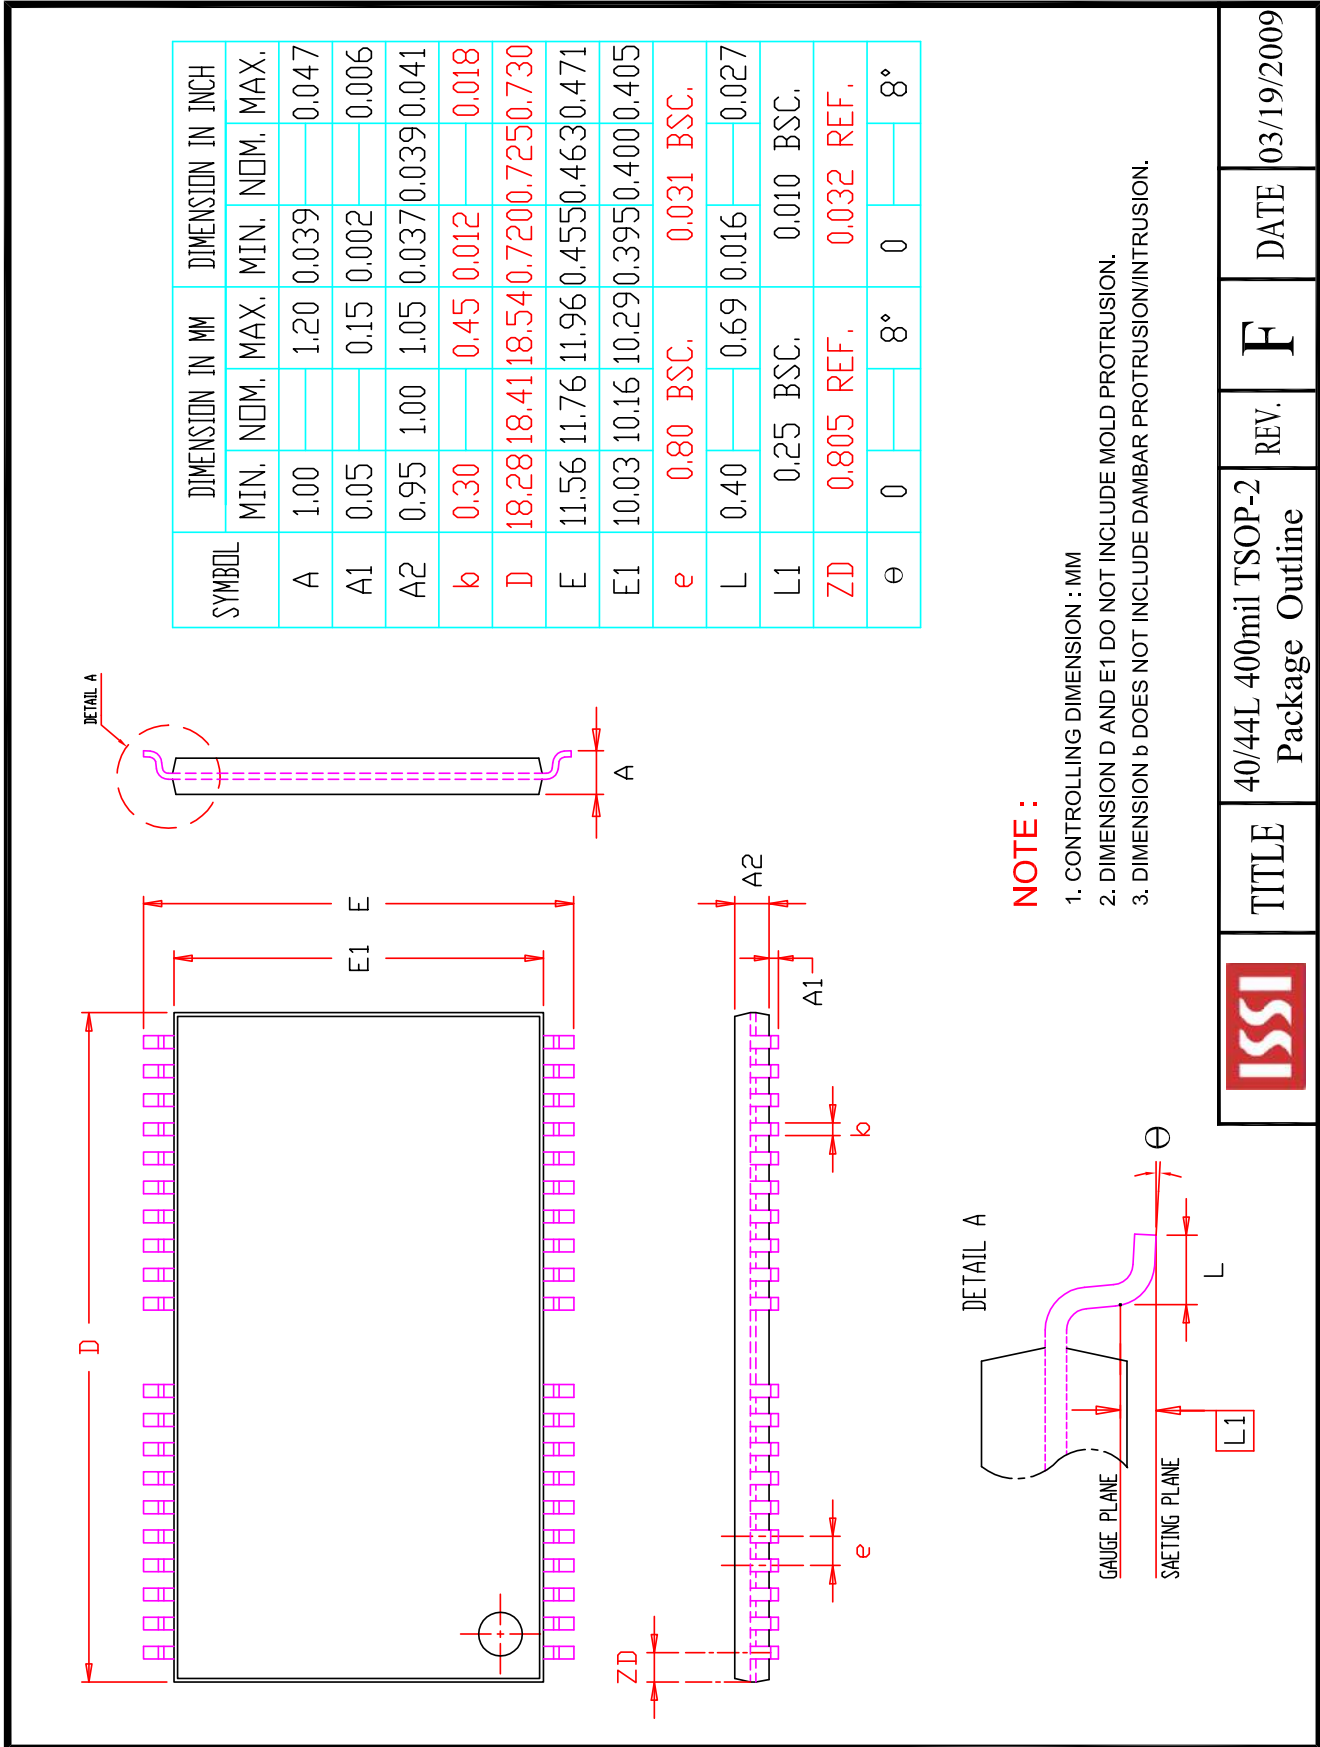 DETAIL A
D
E
E1
A
A2
A1
b
e
ZD
DETAIL A
GAUGE PLANE
SAETING PLANE
L
L1
θ
SYMBOL DIMENSION IN MM DIMENSION IN INCH
MIN. NOM. MAX. MIN. NOM. MAX.
A 1.00 1.20 0.039 0.047
A1 0.05 0.15 0.002 0.006
A2 0.95 1.00 1.05 0.037 0.039 0.041
b 0.30 0.45 0.012 0.018
D 18.28 18.41 18.54 0.720 0.725 0.730
E 11.56 11.76 11.96 0.455 0.463 0.471
E1 10.03 10.16 10.29 0.395 0.400 0.405
e 0.80 BSC. 0.031 BSC.
L 0.40 0.69 0.016 0.027
L1 0.25 BSC. 0.010 BSC.
ZD 0.805 REF. 0.032 REF.
θ 0 8° 0 8°
NOTE :
1. CONTROLLING DIMENSION : MM
2. DIMENSION D AND E1 DO NOT INCLUDE MOLD PROTRUSION.
3. DIMENSION b DOES NOT INCLUDE DAMBAR PROTRUSION/INTRUSION.
ISSI
TITLE
40/44L 400mil TSOP-2
Package Outline
REV.
F
DATE
03/19/2009